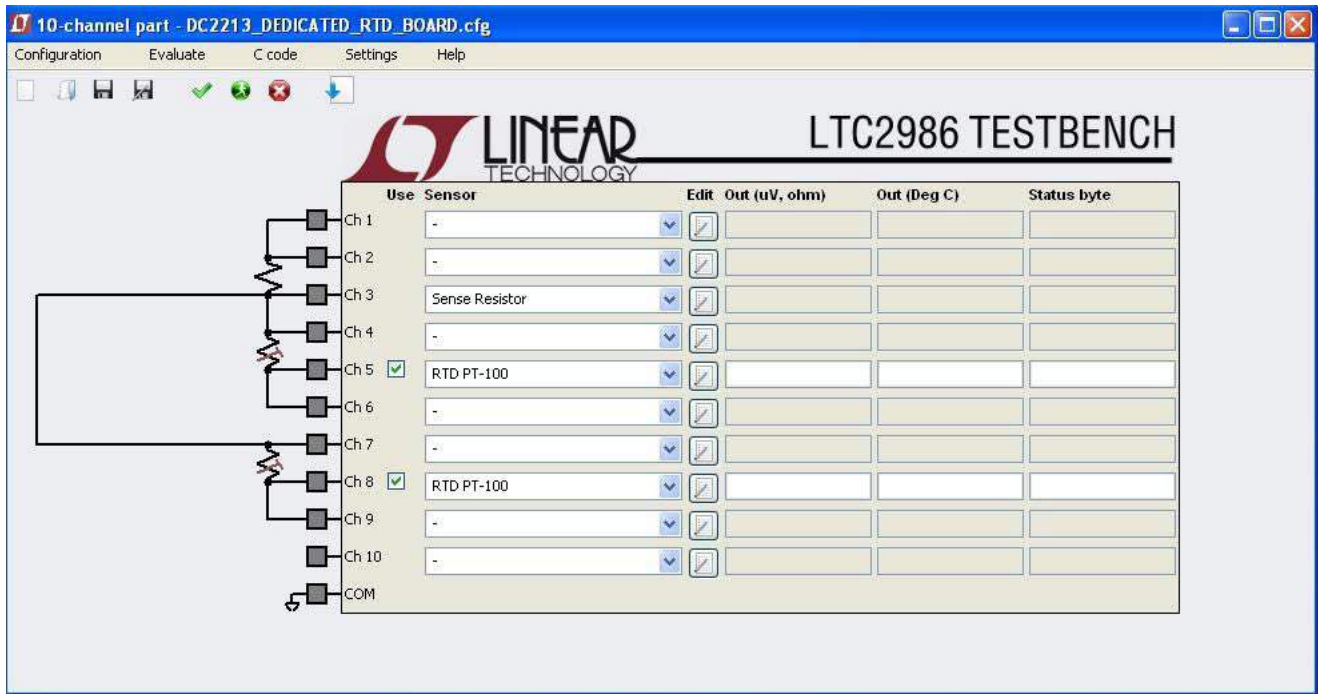 10-channel part - DC2213_DEDICATED_RTD_BOARD.cfg
Configuration Evaluate C code Settings Help
LINEAR TECHNOLOGY
LTC2986 TESTBENCH
Use Sensor Edit Out (uV, ohm) Out (Deg C) Status byte
Ch 1 -
Ch 2 -
Ch 3 Sense Resistor
Ch 4 -
Ch 5 RTD PT-100
Ch 6 -
Ch 7 -
Ch 8 RTD PT-100
Ch 9 -
Ch 10 -
COM